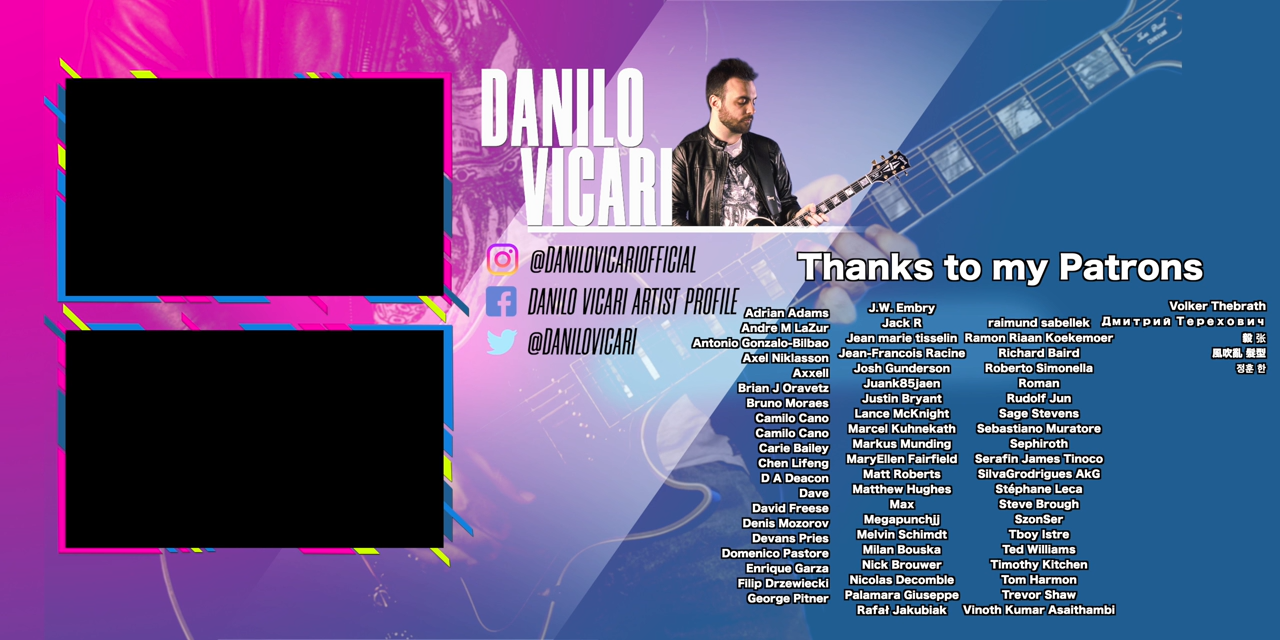 DANILO
VICARI
@DANILOVICARIOFFICIAL
DANILO VICARI ARTIST PROFILE
@DANILOVICARI
Thanks to my Patrons
Adrian Adams
Andre M LaZur
Antonio Gonzalo-Bilbao
Axel Niklasson
Axxell
Brian J Oravetz
Bruno Moraes
Camilo Cano
Camilo Cano
Carie Bailey
Chen Lifeng
D A Deacon
Dave
David Freese
Denis Mozorov
Devans Pries
Domenico Pastore
Enrique Garza
Filip Drzewiecki
George Pitner
J.W. Embry
Jack R
Jean marie tisselin
Jean-Francois Racine
Josh Gunderson
Juank85jaen
Justin Bryant
Lance McKnight
Marcel Kuhnekath
Markus Munding
MaryEllen Fairfield
Matt Roberts
Matthew Hughes
Max
Megapunchjj
Melvin Schimdt
Milan Bouska
Nick Brouwer
Nicolas Decomble
Palamara Giuseppe
Rafał Jakubiak
raimund sabellek
Ramon Riaan Koekemoer
Richard Baird
Roberto Simonella
Roman
Rudolf Jun
Sage Stevens
Sebastiano Muratore
Sephiroth
Serafin James Tinoco
SilvaGrodrigues AkG
Stéphane Leca
Steve Brough
SzonSer
Tboy Istre
Ted Williams
Timothy Kitchen
Tom Harmon
Trevor Shaw
Vinoth Kumar Asaithambi
Volker Thebrath
Дмитрий Терехович
毅 张
風吹亂 髮型
정훈 한